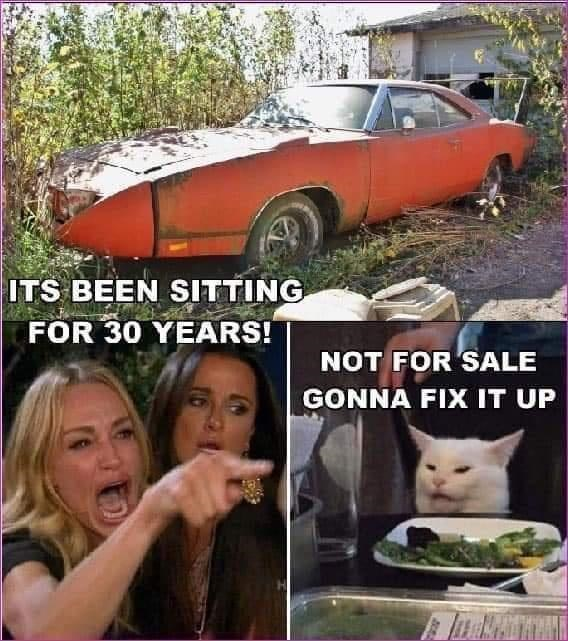 ITS BEEN SITTING
FOR 30 YEARS!
NOT FOR SALE
GONNA FIX IT UP